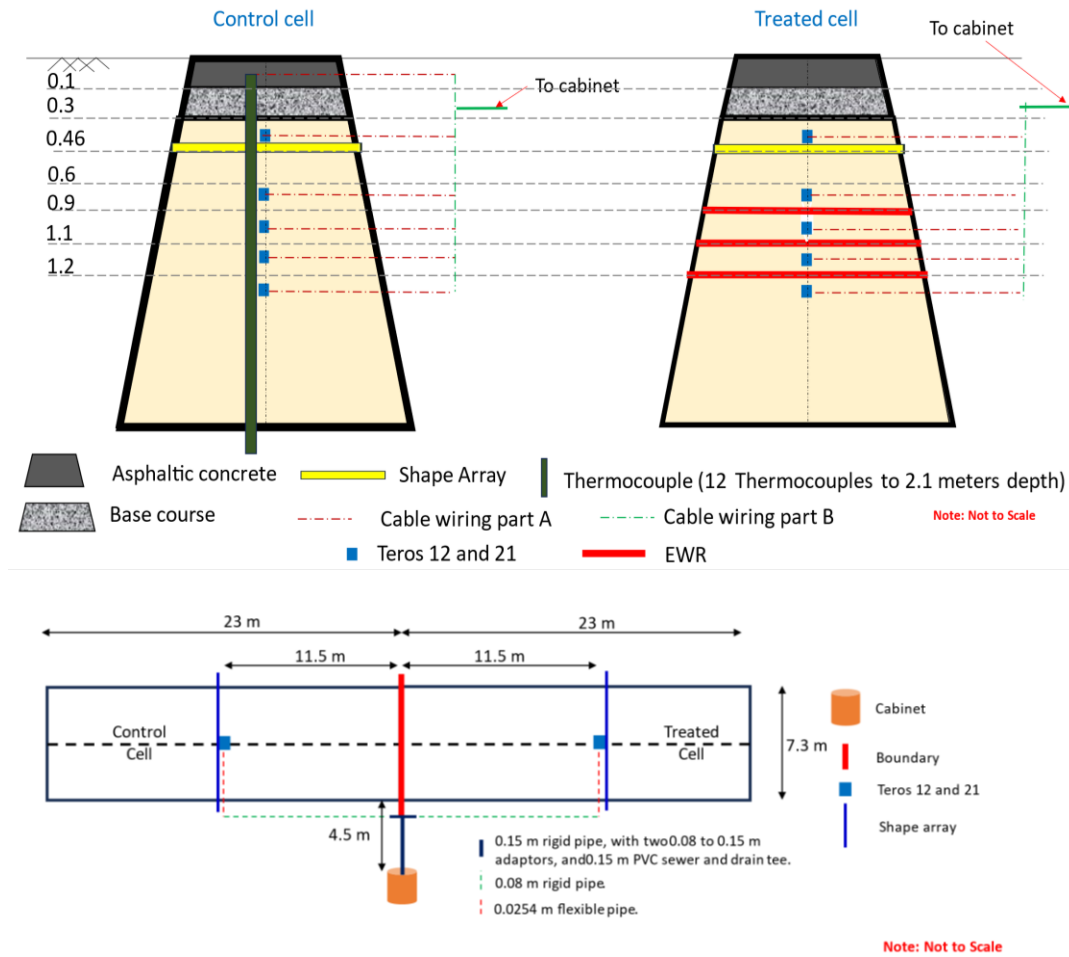 Control cell
Treated cell
To cabinet
0.1
To cabinet
0.3
0.46
0.6
0.9
1.1
1.2
Asphaltic concrete
Shape Array
Thermocouple (12 Thermocouples to 2.1 meters depth)
Base course
Cable wiring part A
Cable wiring part B
Note: Not to Scale
Teros 12 and 21
EWR
23 m
23 m
11.5 m
11.5 m
Control
Cell
Treated
Cell
7.3 m
4.5 m
Cabinet
Boundary
Teros 12 and 21
Shape array
0.15 m rigid pipe, with two0.08 to 0.15 m
adaptors, and0.15 m PVC sewer and drain tee.
0.08 m rigid pipe.
0.0254 m flexible pipe.
Note: Not to Scale